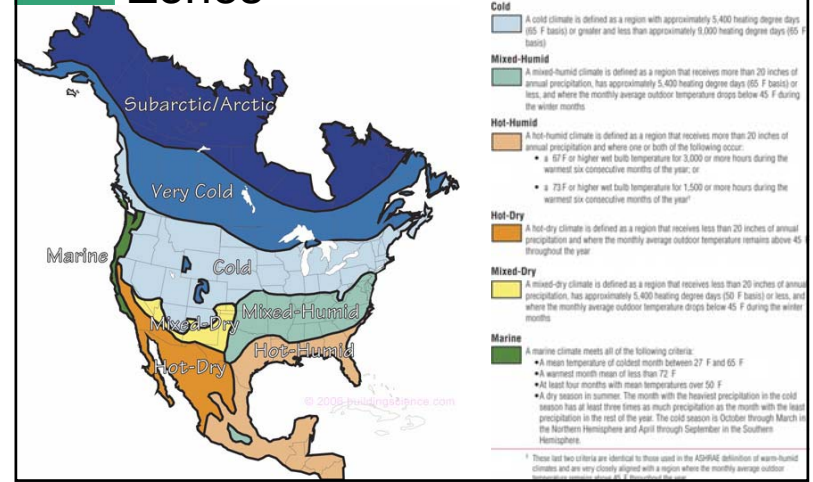 Zones
Subarctic/Arctic
Very Cold
Marine
Cold
Mixed-Humid
Mixed-Dry
Hot-Humid
Hot-Dry
© 2008 buildingscience.com
Cold
A cold climate is defined as a region with approximately 5,400 heating degree days
(65 F basis) or greater and less than approximately 9,000 heating degree days (65 F
basis)
Mixed-Humid
A mixed-humid climate is defined as a region that receives more than 20 inches of
annual precipitation, has approximately 5,400 heating degree days (65 F basis) or
less, and where the monthly average outdoor temperature drops below 45 F during
the winter months
Hot-Humid
A hot-humid climate is defined as a region that receives more than 20 inches of
annual precipitation and where one or both of the following occur:
• a 67 F or higher wet bulb temperature for 3,000 or more hours during the
warmest six consecutive months of the year; or
• a 73 F or higher wet bulb temperature for 1,500 or more hours during the
warmest six consecutive months of the year¹
Hot-Dry
A hot-dry climate is defined as a region that receives less than 20 inches of annual
precipitation and where the monthly average outdoor temperature remains above 45
throughout the year
Mixed-Dry
A mixed-dry climate is defined as a region that receives less than 20 inches of annual
precipitation, has approximately 5,400 heating degree days (50 F basis) or less, and
where the monthly average outdoor temperature drops below 45 F during the winter
months
Marine
A marine climate meets all of the following criteria:
•A mean temperature of coldest month between 27 F and 65 F
•A warmest month mean of less than 72 F
•At least four months with mean temperatures over 50 F
•A dry season in summer. The month with the heaviest precipitation in the cold
season has at least three times as much precipitation as the month with the least
precipitation in the rest of the year. The cold season is October through March in
the Northern Hemisphere and April through September in the Southern
Hemisphere.
¹ These last two criteria are identical to those used in the ASHRAE definition of warm-humid
climates and are very closely aligned with a region where the monthly average outdoor
temperature remains above 45 F throughout the year